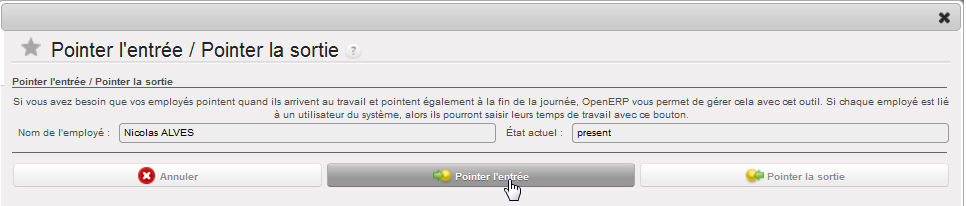 Pointer l'entrée / Pointer la sortie ?
Pointer l'entrée / Pointer la sortie
Si vous avez besoin que vos employés pointent quand ils arrivent au travail et pointent également à la fin de la journée, OpenERP vous permet de gérer cela avec cet outil. Si chaque employé est lié
à un utilisateur du système, alors ils pourront saisir leurs temps de travail avec ce bouton.
Nom de l'employé : Nicolas ALVES État actuel : present
Annuler Pointer l'entrée Pointer la sortie